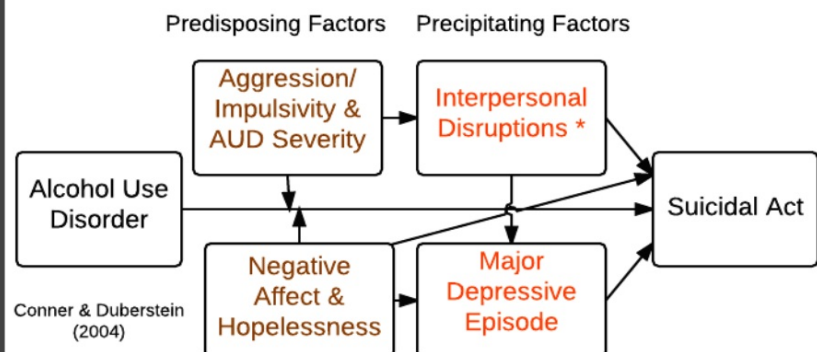 Predisposing Factors
Precipitating Factors
Aggression/
Impulsivity &
AUD Severity
Interpersonal
Disruptions *
Alcohol Use
Disorder
Suicidal Act
Negative
Affect &
Hopelessness
Major
Depressive
Episode
Conner & Duberstein
(2004)